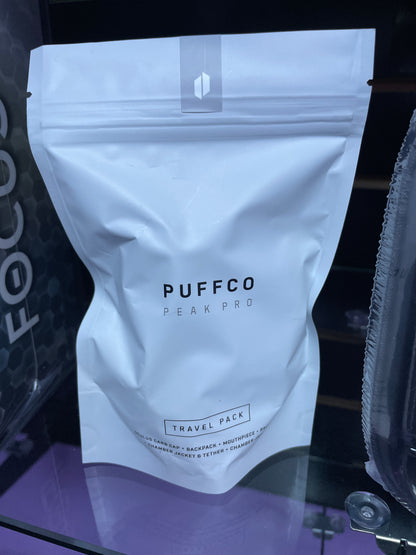 FOCUS
PUFFCO
PEAK PRO
TRAVEL PACK
CARB CAP • BACKPACK • MOUTHPIECE •
CHAMBER JACKET & TETHER • CHAMBER